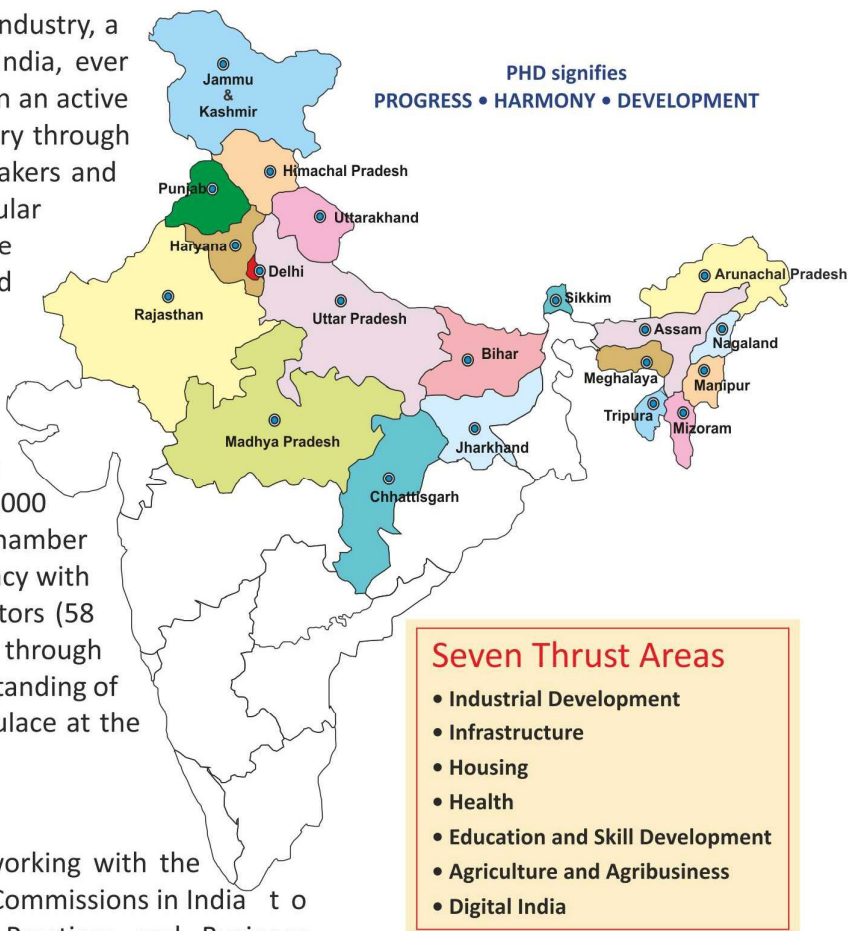 ndustry, a
ndia, ever
n an active
ry through
akers and
ular
e
d
000
hamber
cy with
tors (58
through
tanding of
ulace at the
orking with the
Commissions in India t o
PHD signifies
PROGRESS • HARMONY • DEVELOPMENT
Jammu
&
Kashmir
Himachal Pradesh
Punjab
Uttarakhand
Haryana
Delhi
Rajasthan
Uttar Pradesh
Bihar
Sikkim
Arunachal Pradesh
Assam
Nagaland
Meghalaya
Manipur
Tripura
Mizoram
Madhya Pradesh
Jharkhand
Chhattisgarh
Seven Thrust Areas
• Industrial Development
• Infrastructure
• Housing
• Health
• Education and Skill Development
• Agriculture and Agribusiness
• Digital India